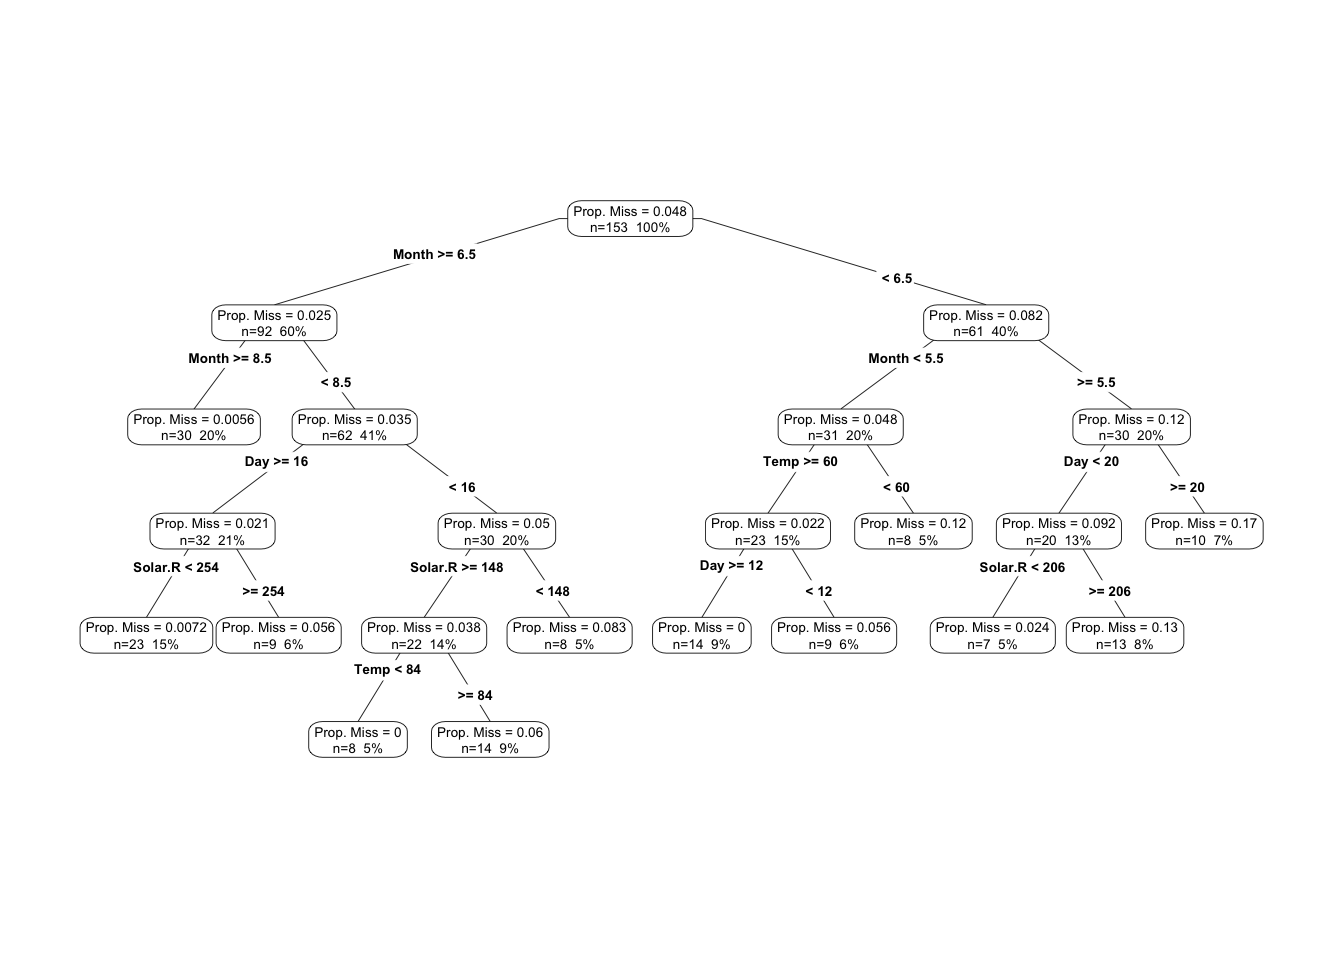 Prop. Miss = 0.048
n=153  100%
Month >= 6.5
< 6.5
Prop. Miss = 0.025
n=92  60%
Prop. Miss = 0.082
n=61  40%
Month >= 8.5
< 8.5
Month < 5.5
>= 5.5
Prop. Miss = 0.0056
n=30  20%
Prop. Miss = 0.035
n=62  41%
Prop. Miss = 0.048
n=31  20%
Prop. Miss = 0.12
n=30  20%
Day >= 16
< 16
Temp >= 60
< 60
Day < 20
>= 20
Prop. Miss = 0.021
n=32  21%
Prop. Miss = 0.05
n=30  20%
Prop. Miss = 0.022
n=23  15%
Prop. Miss = 0.12
n=8  5%
Prop. Miss = 0.092
n=20  13%
Prop. Miss = 0.17
n=10  7%
Solar.R < 254
>= 254
Solar.R >= 148
< 148
Day >= 12
< 12
Solar.R < 206
>= 206
Prop. Miss = 0.0072
n=23  15%
Prop. Miss = 0.056
n=9  6%
Prop. Miss = 0.038
n=22  14%
Prop. Miss = 0.083
n=8  5%
Prop. Miss = 0
n=14  9%
Prop. Miss = 0.056
n=9  6%
Prop. Miss = 0.024
n=7  5%
Prop. Miss = 0.13
n=13  8%
Temp < 84
>= 84
Prop. Miss = 0
n=8  5%
Prop. Miss = 0.06
n=14  9%